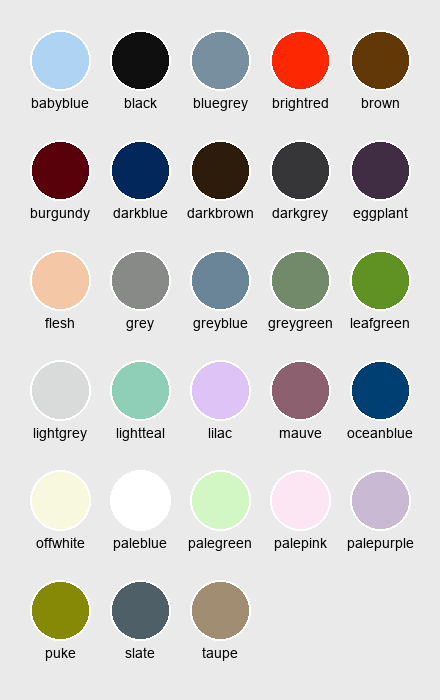 babyblue black bluegrey brightred brown
burgundy darkblue darkbrown darkgrey eggplant
flesh grey greyblue greygreen leafgreen
lightgrey lightteal lilac mauve oceanblue
offwhite paleblue palegreen palepink palepurple
puke slate taupe